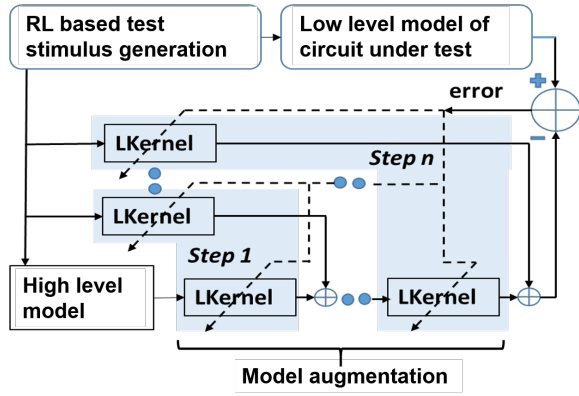 RL based test
stimulus generation
Low level model of
circuit under test
+
error
−
LKernel
Step n
LKernel
Step 1
High level
model
LKernel
LKernel
Model augmentation